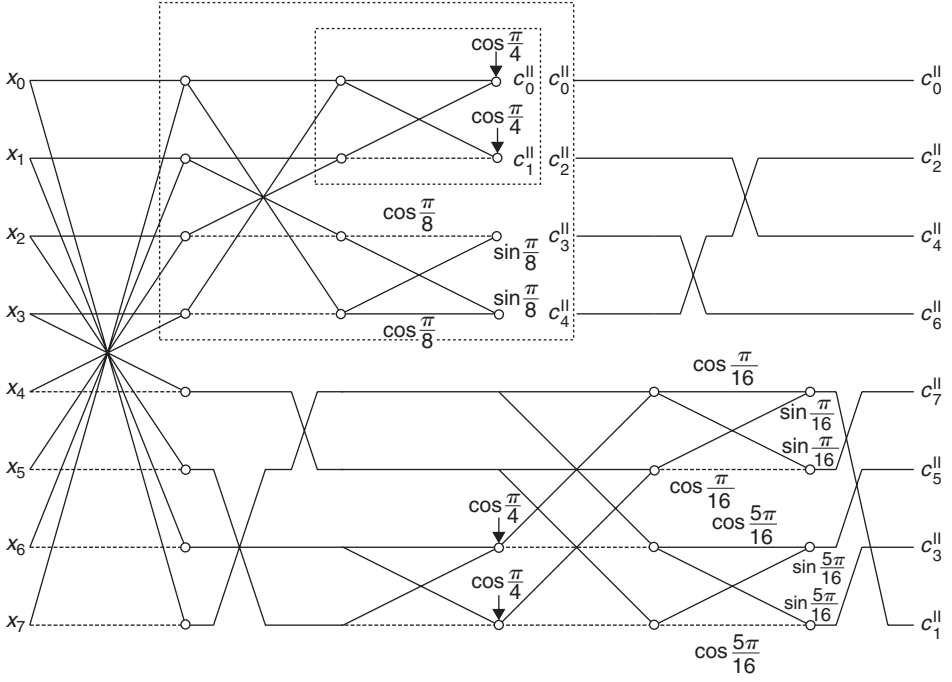 cos π/4
x₀ c₀ᴵᴵ c₀ᴵᴵ c₀ᴵᴵ
cos π/4
x₁ c₁ᴵᴵ c₂ᴵᴵ c₂ᴵᴵ
cos π/8
x₂ c₃ᴵᴵ c₄ᴵᴵ
sin π/8
sin π/8
x₃ c₄ᴵᴵ c₆ᴵᴵ
cos π/8
cos π/16
x₄ c₇ᴵᴵ
sin π/16
sin π/16
x₅ c₅ᴵᴵ
cos π/16
cos π/4
cos 5π/16
x₆ c₃ᴵᴵ
sin 5π/16
cos π/4
sin 5π/16
x₇ c₁ᴵᴵ
cos 5π/16